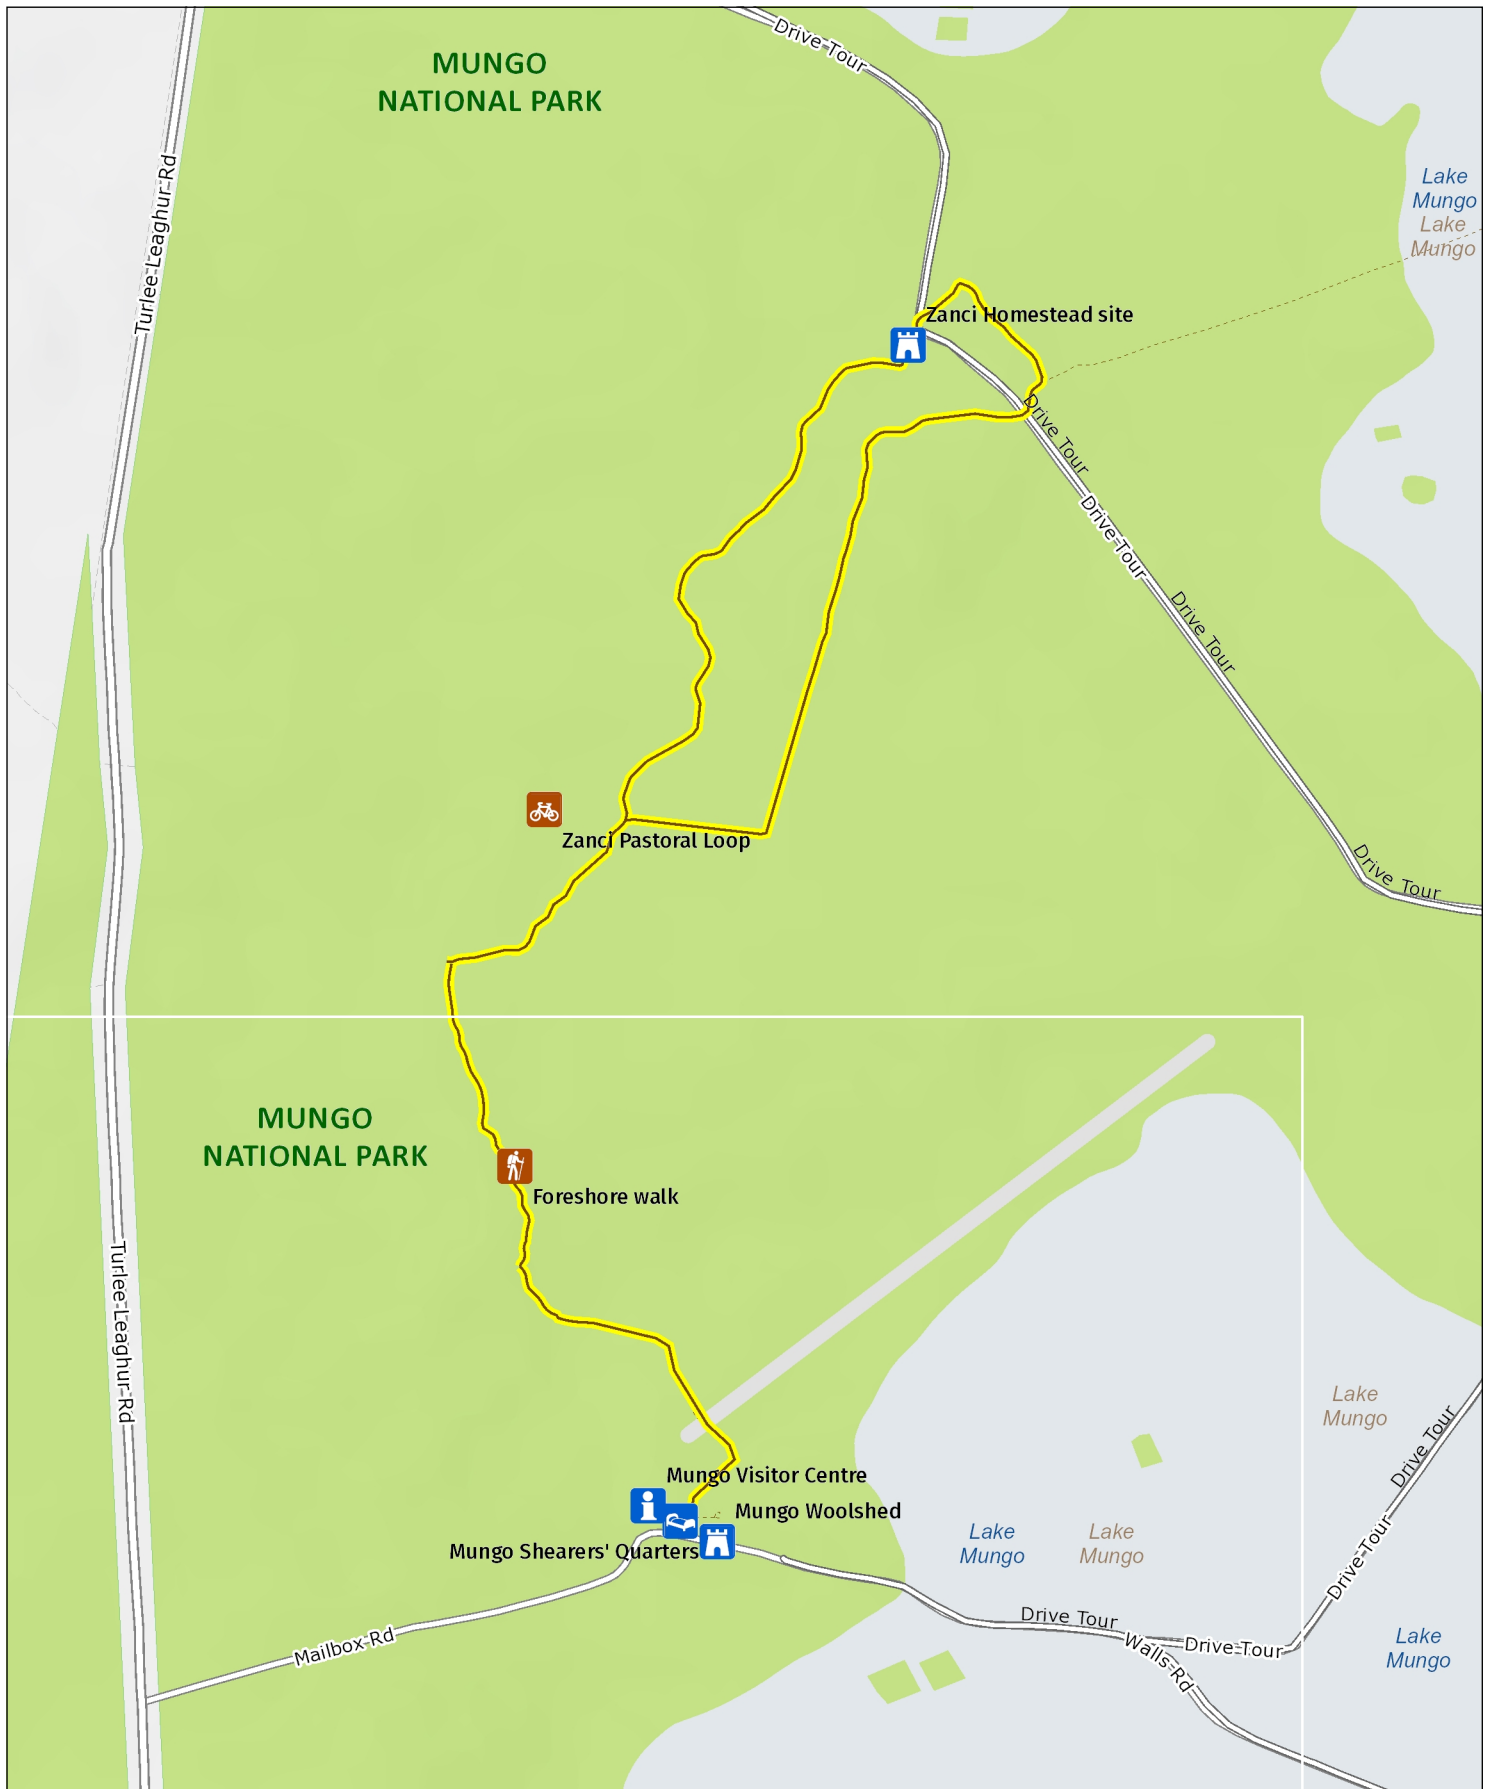 Drive Tour
MUNGO
NATIONAL PARK
Turlee-Leaghur-Rd
Lake
Mungo
Lake
Mungo
Zanci Homestead site
Drive Tour
Drive-Tour
Drive Tour
Zanci Pastoral Loop
Drive Tour
MUNGO
NATIONAL PARK
Foreshore walk
Turlee-Leaghur-Rd
Lake
Mungo
Drive Tour
Mungo Visitor Centre
Mungo Woolshed
Mungo Shearers' Quarters
Lake
Mungo
Lake
Mungo
Drive-Tour
Drive Tour
Walls-Rd
Drive-Tour
Lake
Mungo
Mailbox-Rd